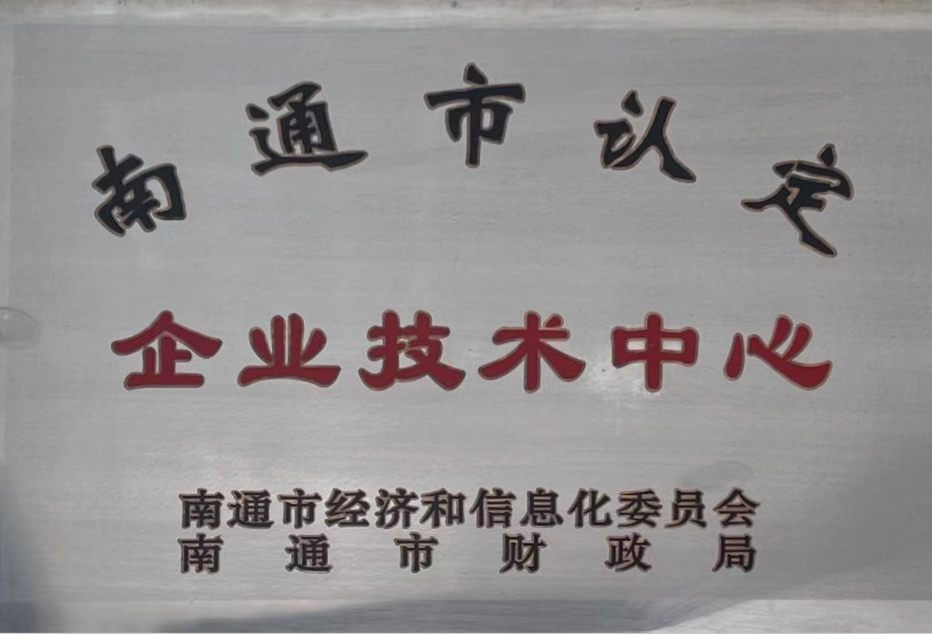 南通市认定
企业技术中心
南通市经济和信息化委员会
南通市财政局